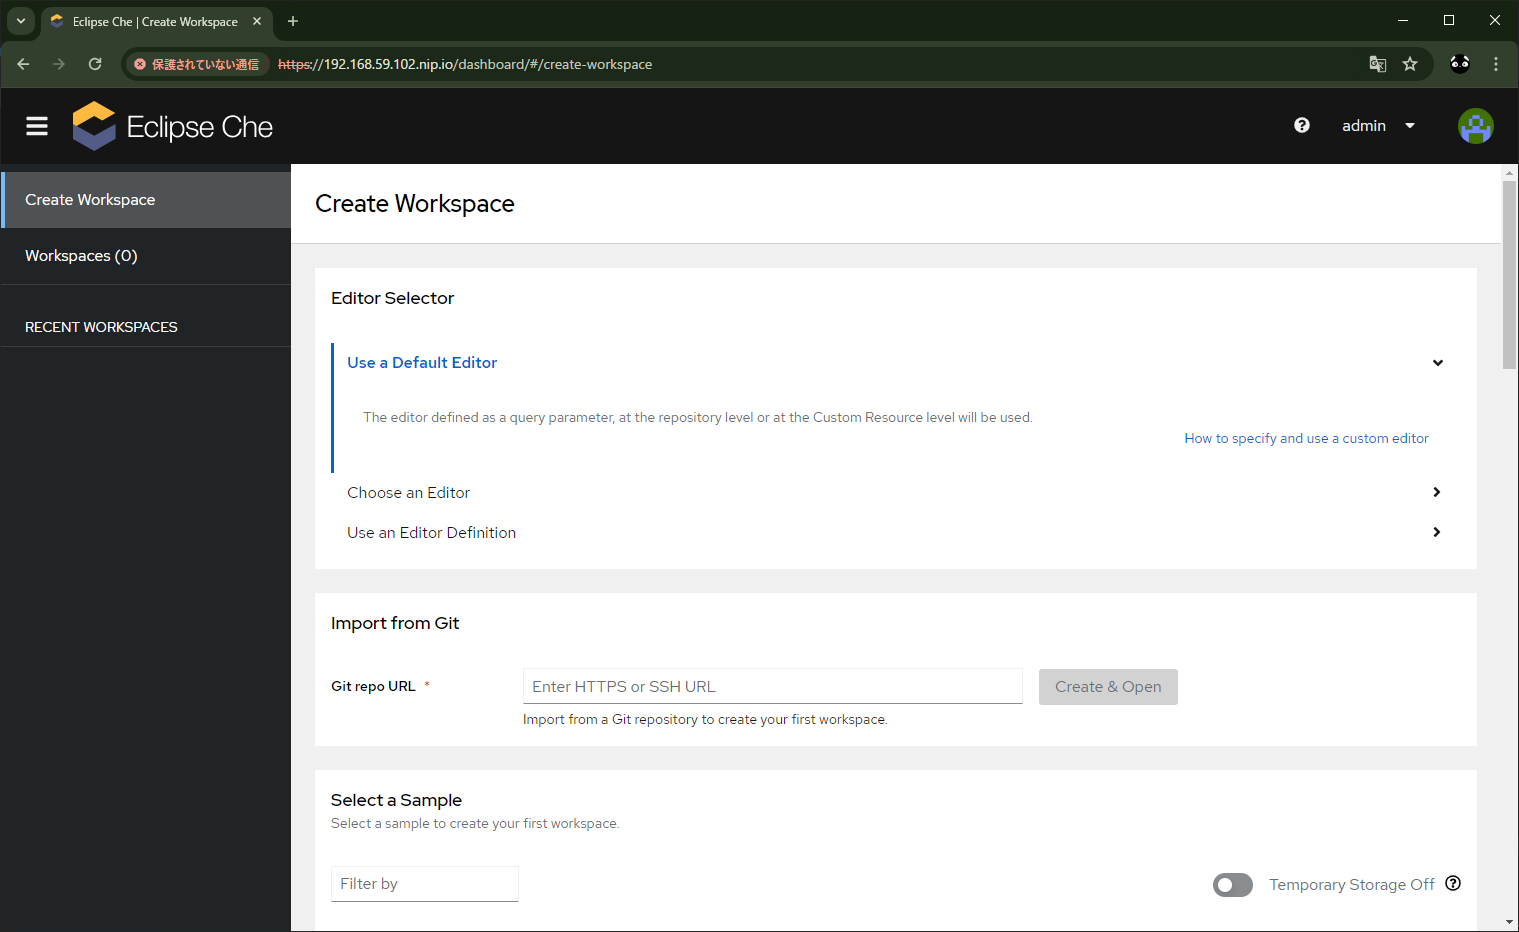 Eclipse Che | Create Workspace
保護されていない通信 https://192.168.59.102.nip.io/dashboard/#/create-workspace
Eclipse Che
admin
Create Workspace
Workspaces (0)
RECENT WORKSPACES
Create Workspace
Editor Selector
Use a Default Editor
The editor defined as a query parameter, at the repository level or at the Custom Resource level will be used.
How to specify and use a custom editor
Choose an Editor
Use an Editor Definition
Import from Git
Git repo URL *
Enter HTTPS or SSH URL
Create & Open
Import from a Git repository to create your first workspace.
Select a Sample
Select a sample to create your first workspace.
Filter by
Temporary Storage Off